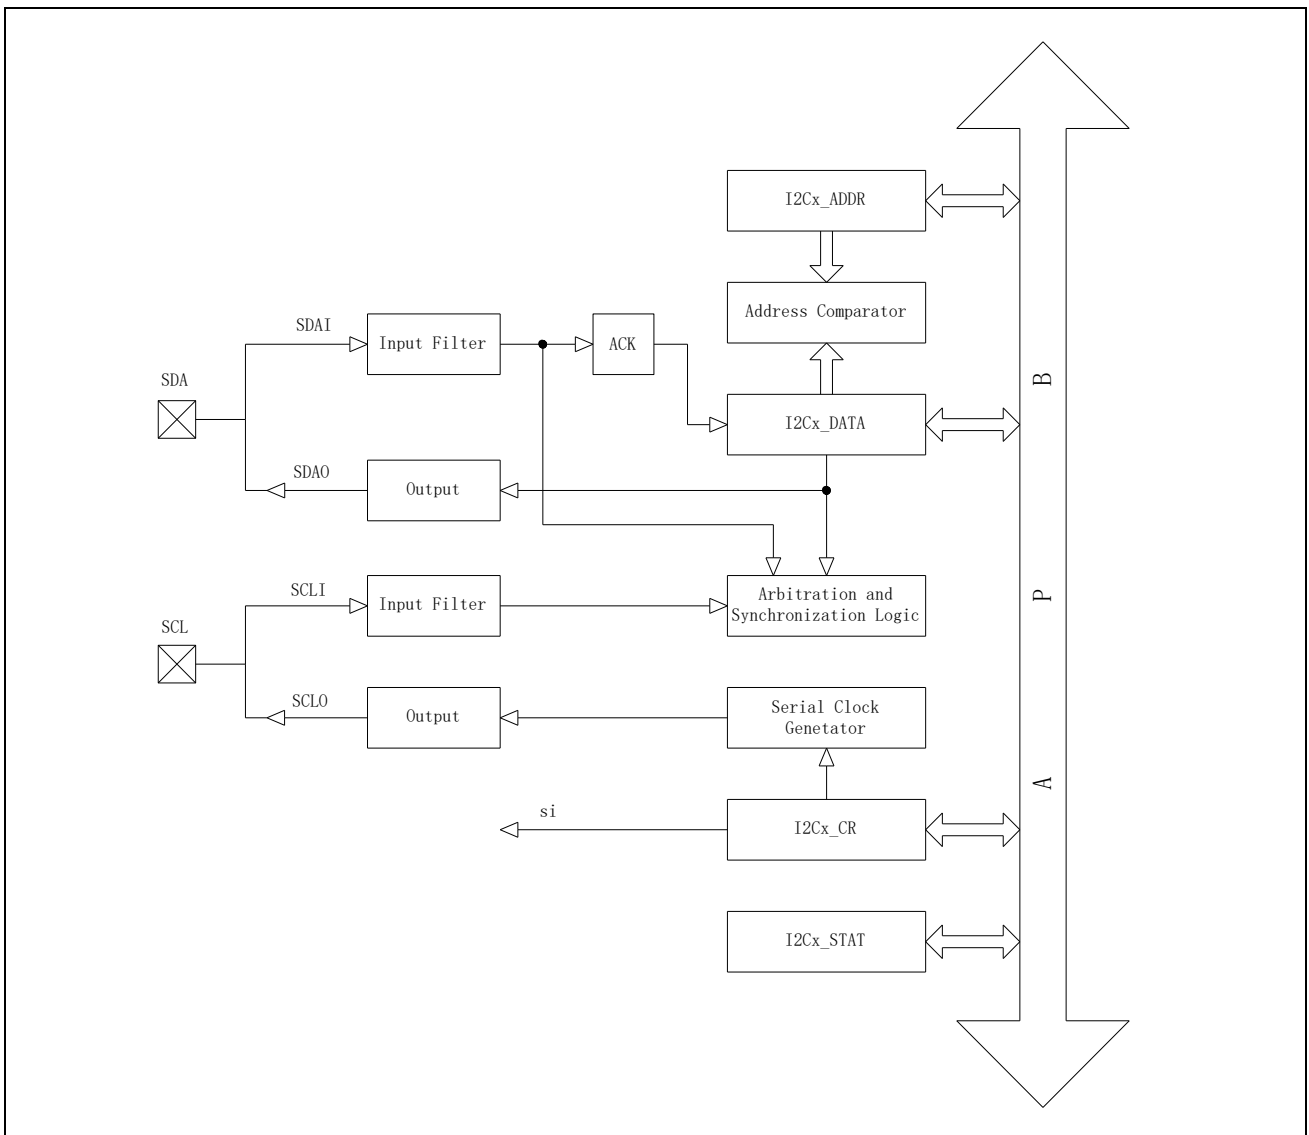 I2Cx_ADDR
Address Comparator
SDAI
Input Filter
ACK
SDA
I2Cx_DATA
SDAO
Output
SCLI
Input Filter
Arbitration and
Synchronization Logic
SCL
SCLO
Output
Serial Clock
Genetator
si
I2Cx_CR
I2Cx_STAT
A P B